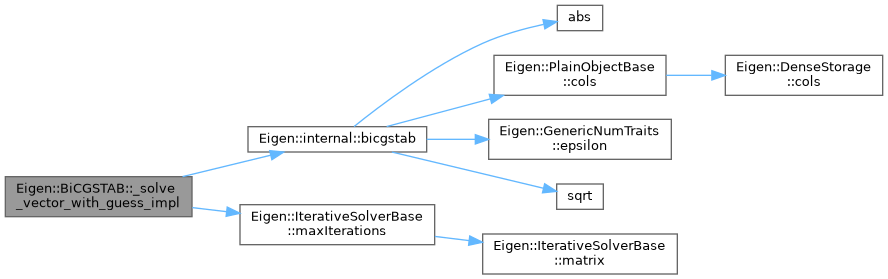 Eigen::BiCGSTAB::_solve
_vector_with_guess_impl
Eigen::internal::bicgstab
abs
Eigen::PlainObjectBase
::cols
Eigen::DenseStorage
::cols
Eigen::GenericNumTraits
::epsilon
sqrt
Eigen::IterativeSolverBase
::maxIterations
Eigen::IterativeSolverBase
::matrix